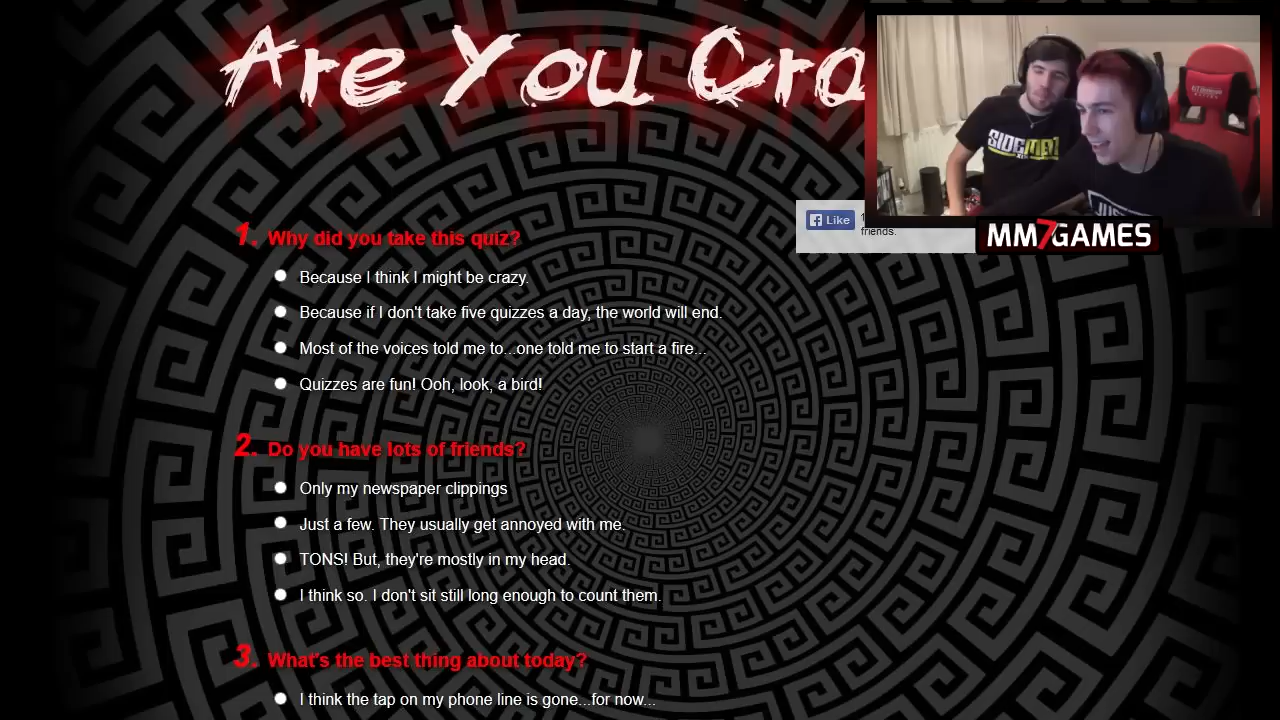 Are You Cra
1. Why did you take this quiz?
Because I think I might be crazy.
Because if I don't take five quizzes a day, the world will end.
Most of the voices told me to...one told me to start a fire...
Quizzes are fun! Ooh, look, a bird!
2. Do you have lots of friends?
Only my newspaper clippings
Just a few. They usually get annoyed with me.
TONS! But, they're mostly in my head.
I think so. I don't sit still long enough to count them.
3. What's the best thing about today?
I think the tap on my phone line is gone...for now...
SIDEMEN
JUST
Like
friends.
MM7GAMES